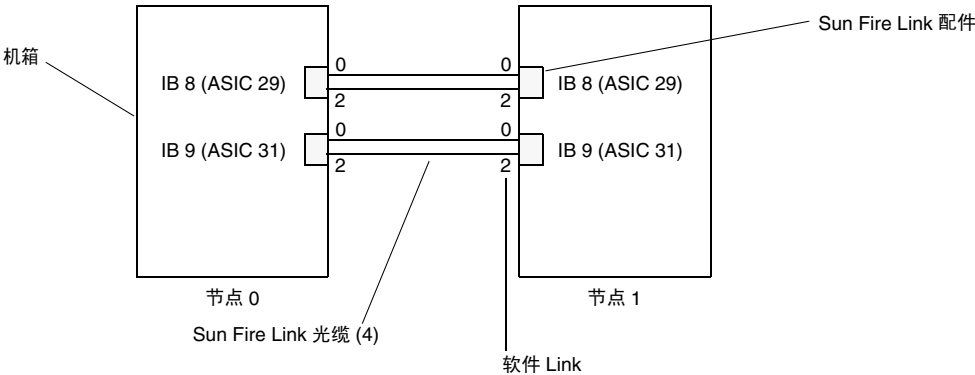 Sun Fire Link 配件
机箱
0 0
IB 8 (ASIC 29) IB 8 (ASIC 29)
2 2
0 0
IB 9 (ASIC 31) IB 9 (ASIC 31)
2 2
节点 0 节点 1
Sun Fire Link 光缆 (4)
软件 Link